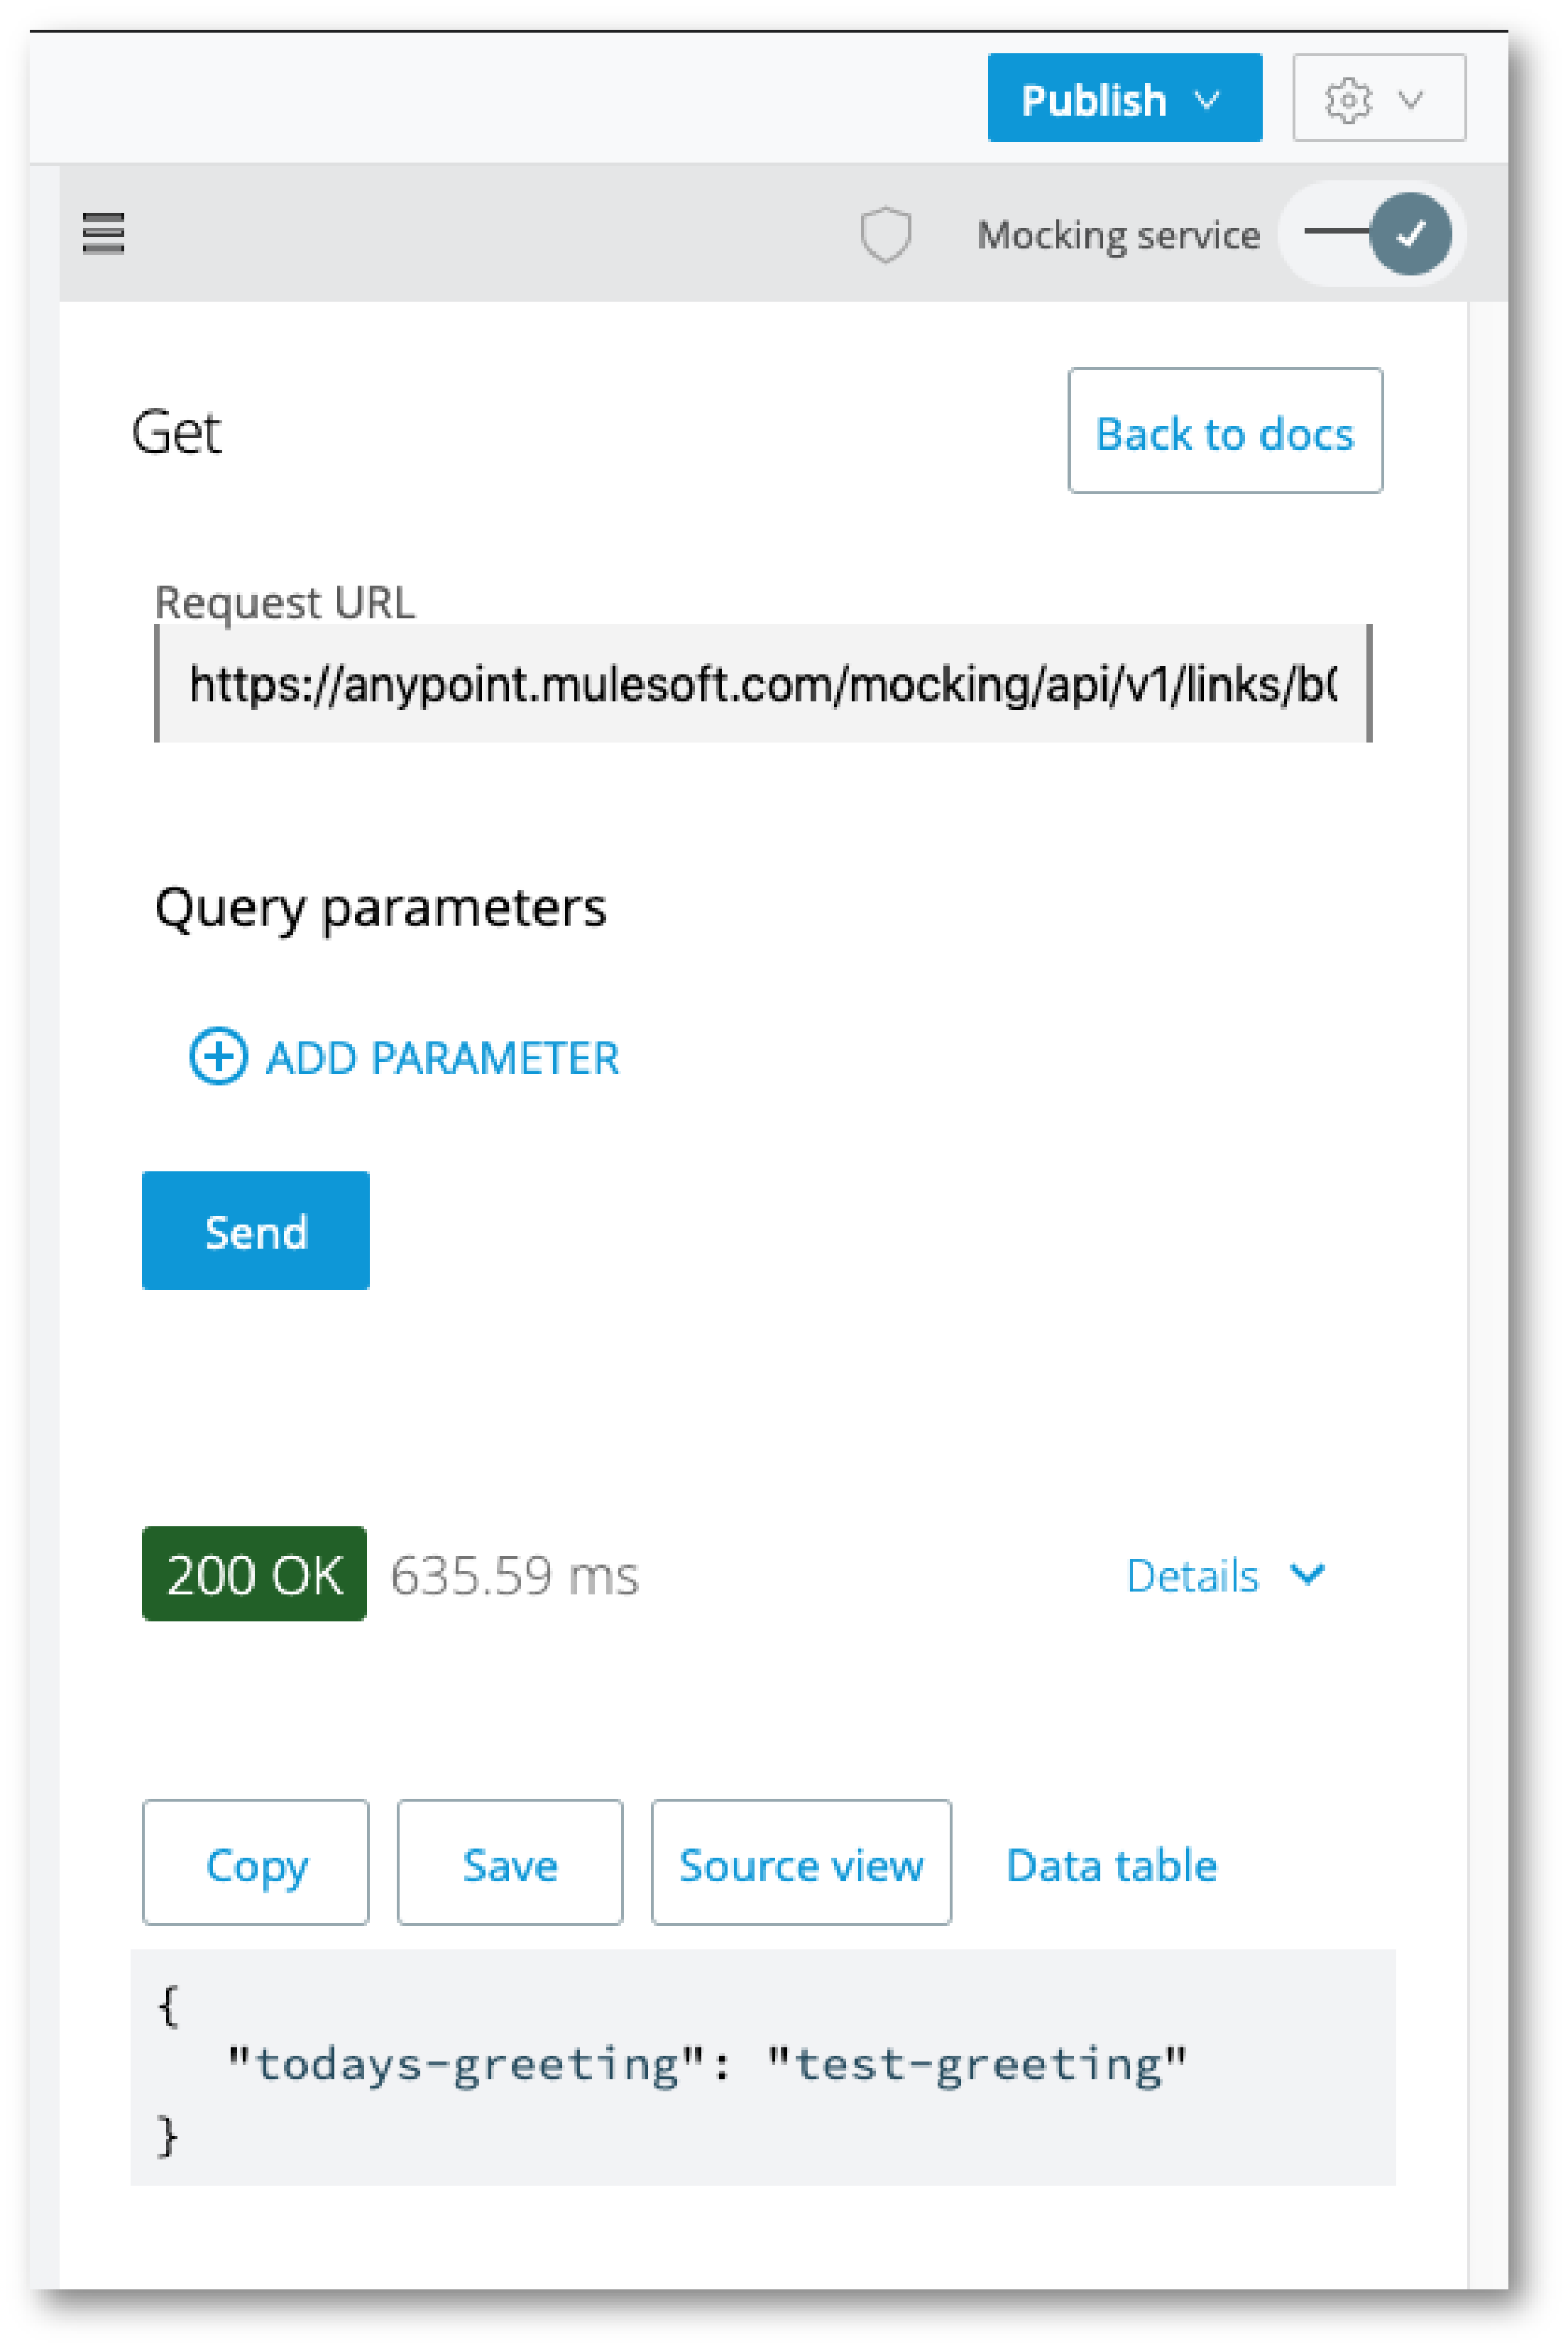 Publish
Mocking service
Get
Back to docs
Request URL
https://anypoint.mulesoft.com/mocking/api/v1/links/b
Query parameters
ADD PARAMETER
Send
200 OK 635.59 ms Details
Copy Save Source view Data table
{
"todays-greeting": "test-greeting"
}